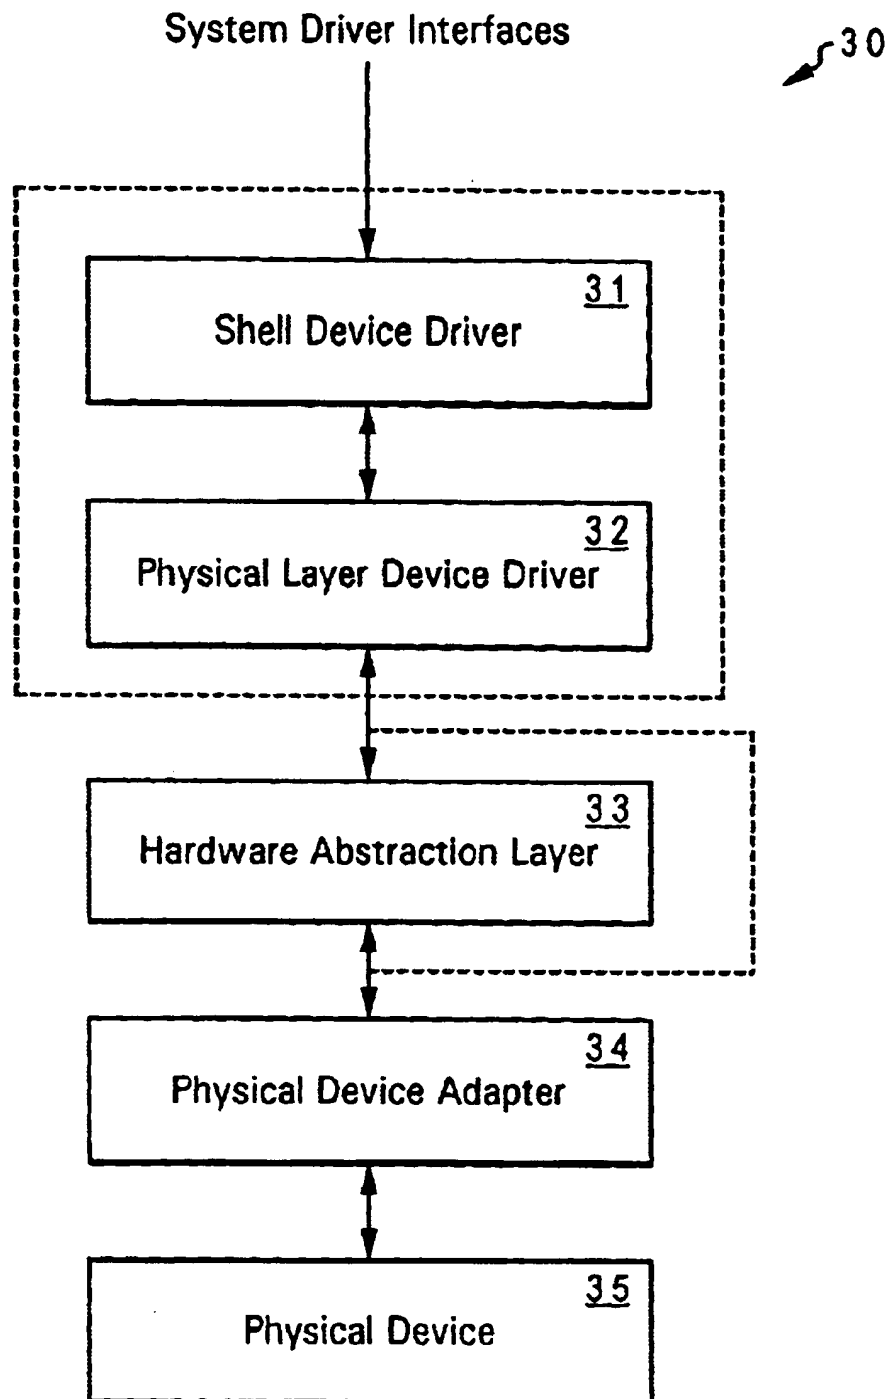 System Driver Interfaces
30
31
Shell Device Driver
32
Physical Layer Device Driver
33
Hardware Abstraction Layer
34
Physical Device Adapter
35
Physical Device